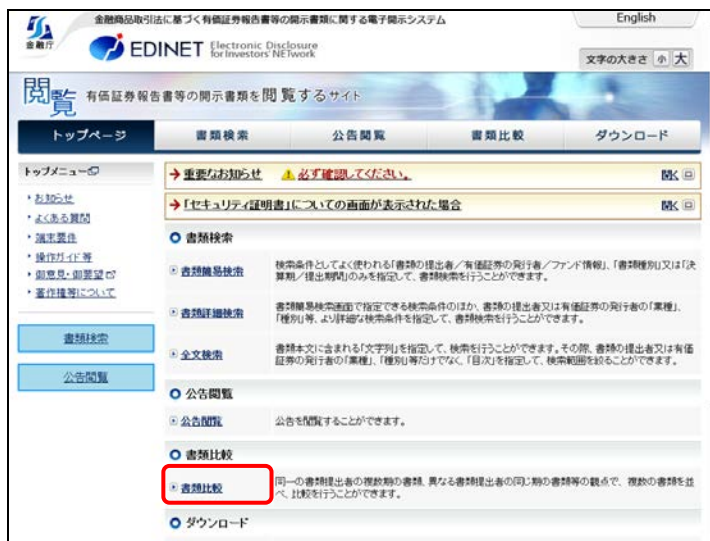 金融商品取引法に基づく有価証券報告書等の開示書類に関する電子開示システム
English
金融庁
EDINET Electronic Disclosure
for Investors' NETwork
文字の大きさ 小 大
閲覧 有価証券報告書等の開示書類を閲覧するサイト
トップページ 書類検索 公告閲覧 書類比較 ダウンロード
トップメニュー
・お知らせ
・よくある質問
・端末要件
・操作ガイド等
・御意見・御要望
・著作権等について
書類検索
公告閲覧
→重要なお知らせ 必ず確認してください。
開く
→「セキュリティ証明書」についての画面が表示された場合
開く
書類検索
書類簡易検索
検索条件としてよく使われる「書類の提出者/有価証券の発行者/ファンド情報」、「書類種別」又は「決
算期/提出期間」のみを指定して、書類検索を行うことができます。
書類詳細検索
書類簡易検索画面で指定できる検索条件のほか、書類の提出者又は有価証券の発行者の「業種」、
「種別」等、より詳細な検索条件を指定して、書類検索を行うことができます。
全文検索
書類本文に含まれる「文字列」を指定して、検索を行うことができます。その際、書類の提出者又は有価
証券の発行者の「業種」、「種別」等だけでなく、「目次」を指定して、検索範囲を絞ることができます。
公告閲覧
公告閲覧
公告を閲覧することができます。
書類比較
書類比較
同一の書類提出者の複数期の書類、異なる書類提出者の同じ期の書類等の観点で、複数の書類を並
べ、比較を行うことができます。
ダウンロード